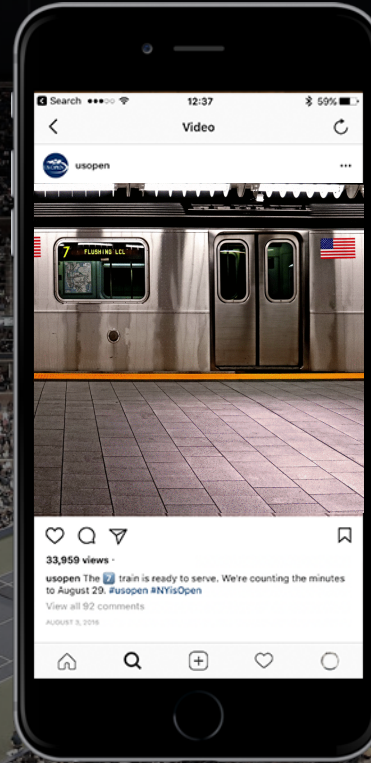 Search 12:37 59%
Video
usopen
7 FLUSHING LCL
33,959 views ·
usopen The 7 train is ready to serve. We're counting the minutes
to August 29. #usopen #NYisOpen
View all 92 comments
AUGUST 3, 2016